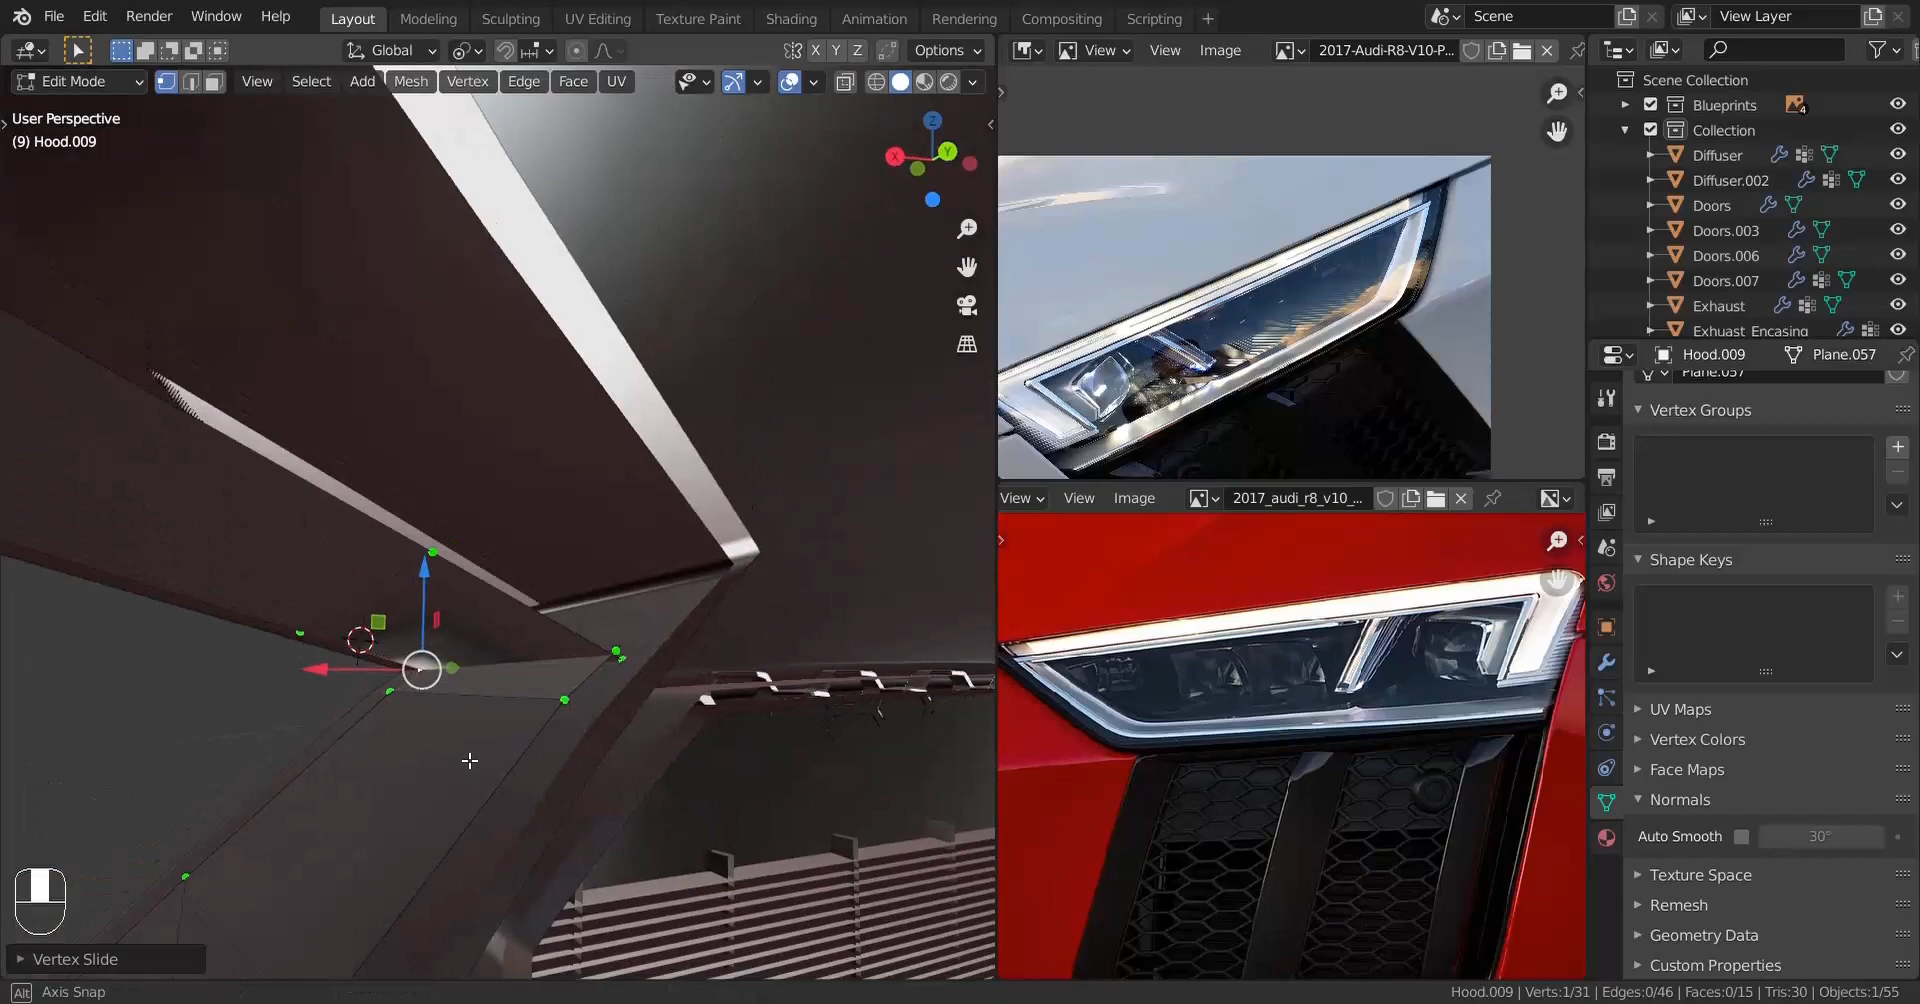 File Edit Render Window Help Layout Modeling Sculpting UV Editing Texture Paint Shading Animation Rendering Compositing Scripting + Scene View Layer
Global X Y Z Options
View View Image 2017-Audi-R8-V10-P...
Edit Mode View Select Add Mesh Vertex Edge Face UV
Scene Collection
User Perspective
(9) Hood.009
Z
X
Y
Blueprints 4
Collection
Diffuser
Diffuser.002
Doors
Doors.003
Doors.006
Doors.007
Exhaust
Exhuast Encasing
Hood.009 Plane.057
Plane.057
Vertex Groups
View View Image 2017_audi_r8_v10_...
Shape Keys
UV Maps
Vertex Colors
Face Maps
Normals
Auto Smooth 30°
Texture Space
Remesh
Geometry Data
Custom Properties
Vertex Slide
Alt Axis Snap
Hood.009 | Verts:1/31 | Edges:0/46 | Faces:0/15 | Tris:30 | Objects:1/55